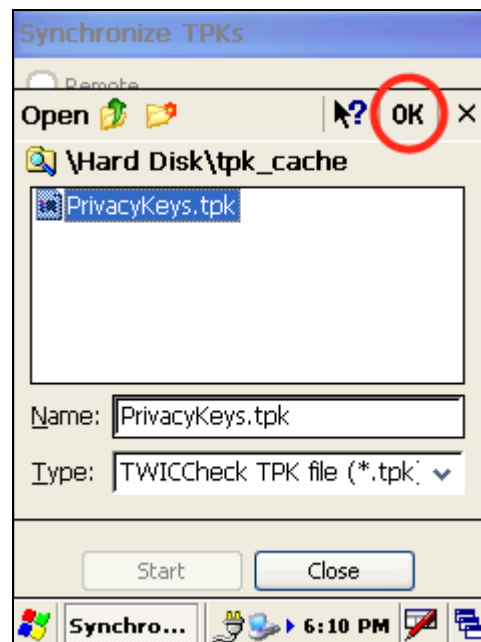 Synchronize TPKs
Remote
Open ? OK ×
\Hard Disk\tpk_cache
PrivacyKeys.tpk
Name: PrivacyKeys.tpk
Type: TWICCheck TPK file (*.tpk)
Start Close
Synchro... 6:10 PM